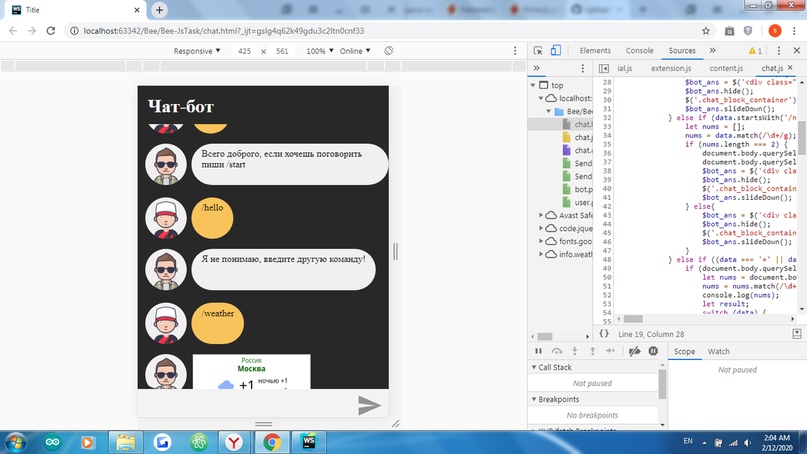 Title
localhost:63342/Bee/Bee-JsTask/chat.html?_ijt=gslg4q62k49gdu3c2ltn0cnf33
Responsive
425
x
561
100%
Online
Elements
Console
Sources
1
top
localhost:
Bee/Bee
chat.
Send
Send
bot.p
user.p
Avast Safe
code.jque
fonts.goo
info.weath
ial.js
extension.js
content.js
chat.js
28
29
30
31
32
33
34
35
36
37
38
39
40
41
42
43
44
45
46
47
48
49
50
51
52
53
54
55
$bot_ans = $('<div class="
$bot_ans.hide();
$('.chat_block_container')
$bot_ans.slideDown();
} else if (data.startsWith('/n
let nums = [];
nums = data.match(/\d+/g);
if (nums.length === 2) {
document.body.querySel
document.body.querySel
$bot_ans = $('<div cla
$bot_ans.hide();
$('.chat_block_contain
$bot_ans.slideDown();
} else{
$bot_ans = $('<div cla
$bot_ans.hide();
$('.chat_block_contain
$bot_ans.slideDown();
}
} else if ((data === '+' || da
if (document.body.querySel
let nums = document.bo
nums = nums.match(/\d+
console.log(nums);
let result;
switch (data) {
Line 19, Column 28
Call Stack
Not paused
Breakpoints
No breakpoints
XHR/fetch Breakpoints
Scope
Watch
Not paused
Чат-бот
Всего доброго, если хочешь поговорить
пиши /start
/hello
Я не понимаю, введите другую команду!
/weather
Россия
Москва
+1
ночью +1
EN
2:04 AM
2/12/2020